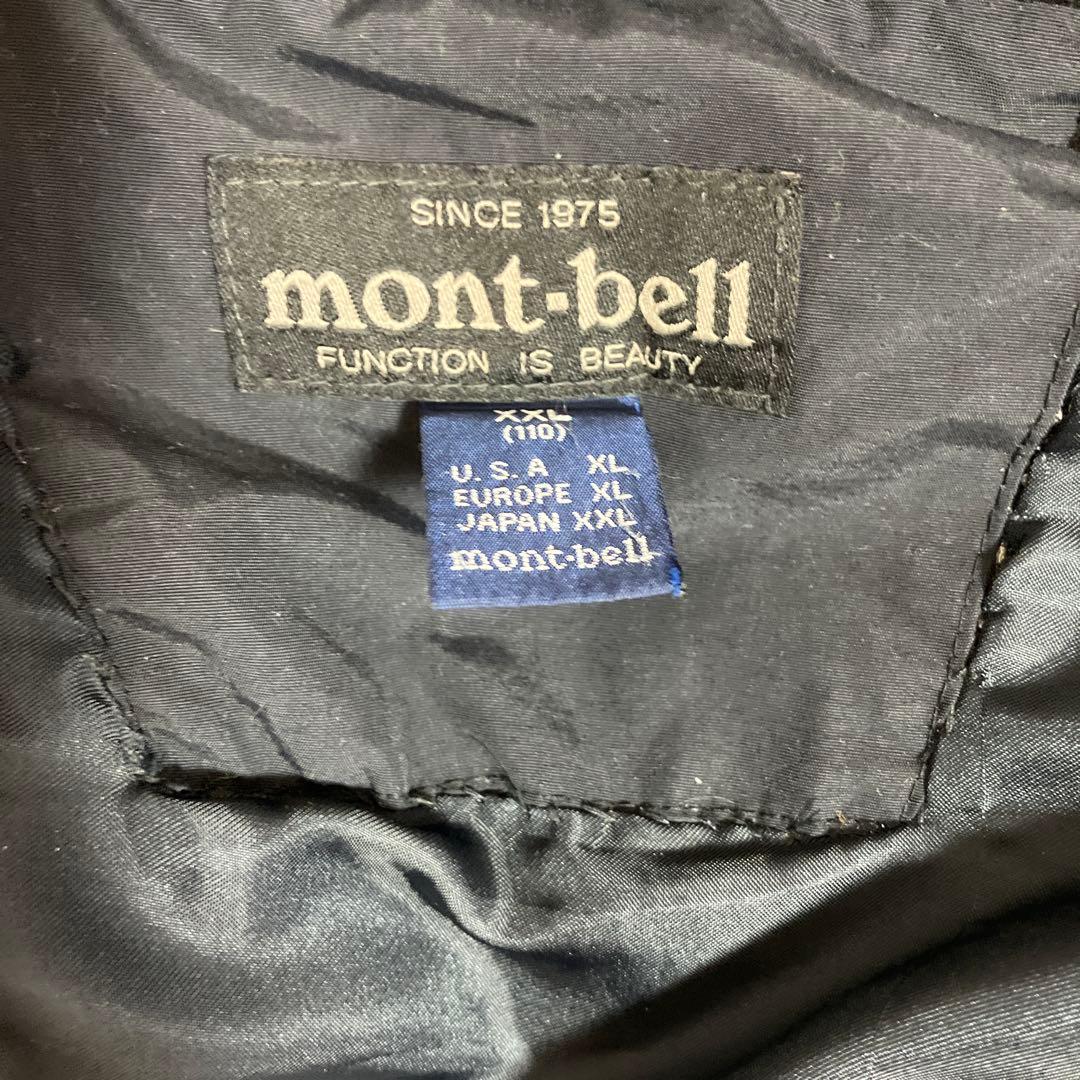 SINCE 1975
mont-bell
FUNCTION IS BEAUTY
XXL
(110)
U.S.A XL
EUROPE XL
JAPAN XXL
mont-bell